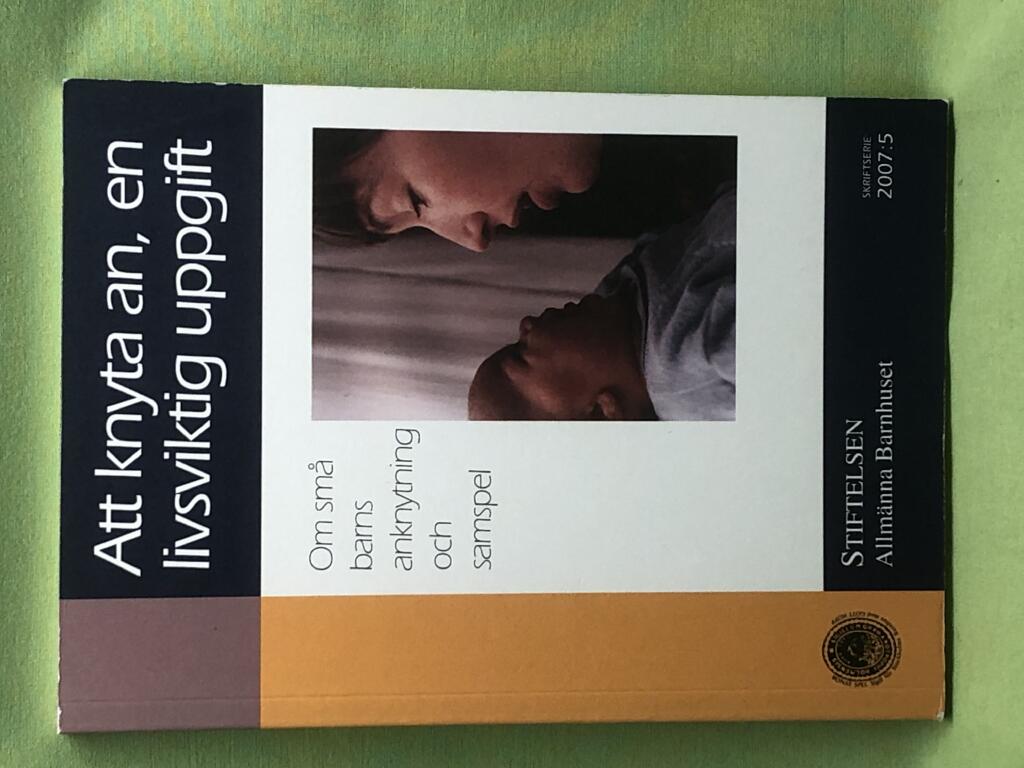 Att knyta an, en
livsviktig uppgift
Om små
barns
anknytning
och
samspel
STIFTELSEN
Allmänna Barnhuset
SKRIFTSERIE
2007:5